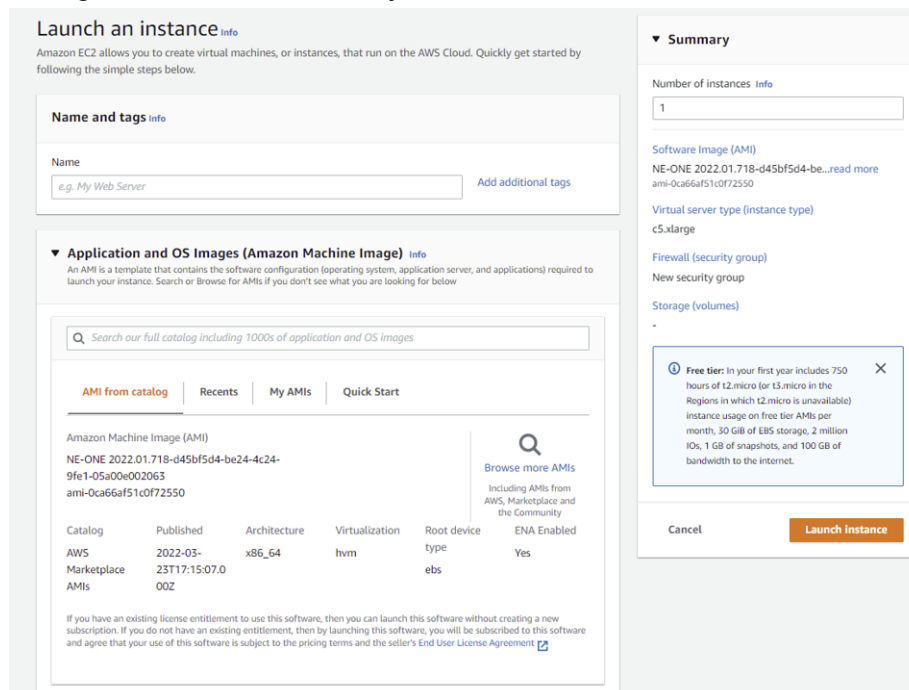 Launch an instance Info
Amazon EC2 allows you to create virtual machines, or instances, that run on the AWS Cloud. Quickly get started by
following the simple steps below.
Name and tags Info
Name
e.g. My Web Server
Add additional tags
Application and OS Images (Amazon Machine Image) Info
An AMI is a template that contains the software configuration (operating system, application server, and applications) required to
launch your instance. Search or Browse for AMIs if you don't see what you are looking for below
Search our full catalog including 1000s of application and OS images
AMI from catalog
Recents
My AMIs
Quick Start
Amazon Machine Image (AMI)
NE-ONE 2022.01.718-d45bf5d4-be24-4c24-
9fe1-05a00e002063
ami-0ca66af51c0f72550
Browse more AMIs
Including AMIs from
AWS, Marketplace and
the Community
Catalog
AWS
Marketplace
AMIs
Published
2022-03-
23T17:15:07.0
00Z
Architecture
x86_64
Virtualization
hvm
Root device
type
ebs
ENA Enabled
Yes
If you have an existing license entitlement to use this software, then you can launch this software without creating a new
subscription. If you do not have an existing entitlement, then by launching this software, you will be subscribed to this software
and agree that your use of this software is subject to the pricing terms and the seller's End User License Agreement
Summary
Number of instances Info
1
Software Image (AMI)
NE-ONE 2022.01.718-d45bf5d4-be...read more
ami-0ca66af51c0f72550
Virtual server type (instance type)
c5.xlarge
Firewall (security group)
New security group
Storage (volumes)
-
Free tier: In your first year includes 750
hours of t2.micro (or t3.micro in the
Regions in which t2.micro is unavailable)
instance usage on free tier AMIs per
month, 30 GiB of EBS storage, 2 million
IOs, 1 GB of snapshots, and 100 GB of
bandwidth to the internet.
Cancel
Launch instance